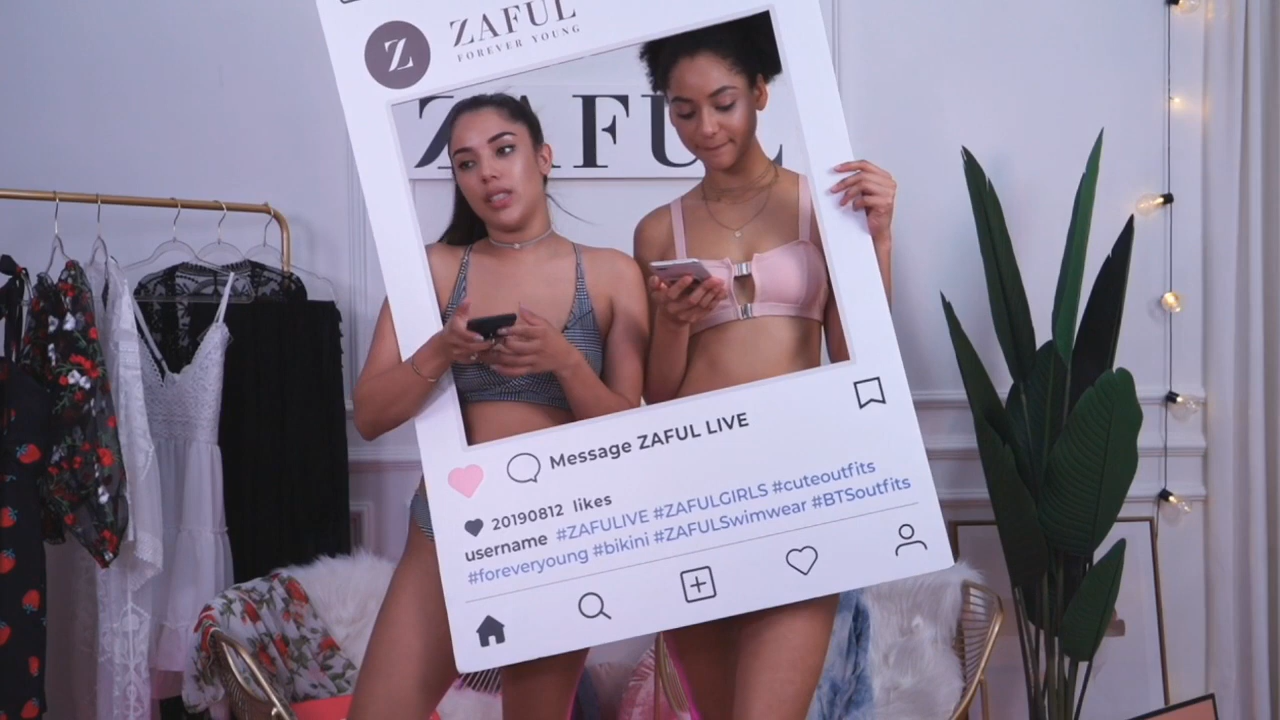 Z
ZAFUL
FOREVER YOUNG
ZAFUL
Message ZAFUL LIVE
20190812 likes
username #ZAFULIVE #ZAFULGIRLS #cuteoutfits
#foreveryoung #bikini #ZAFULSwimwear #BTSoutfits